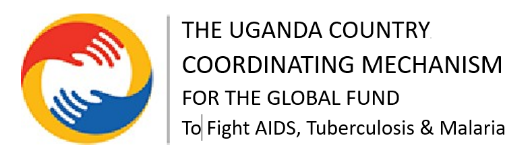 THE UGANDA COUNTRY
COORDINATING MECHANISM
FOR THE GLOBAL FUND
To Fight AIDS, Tuberculosis & Malaria